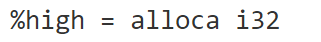 %high = alloca i32